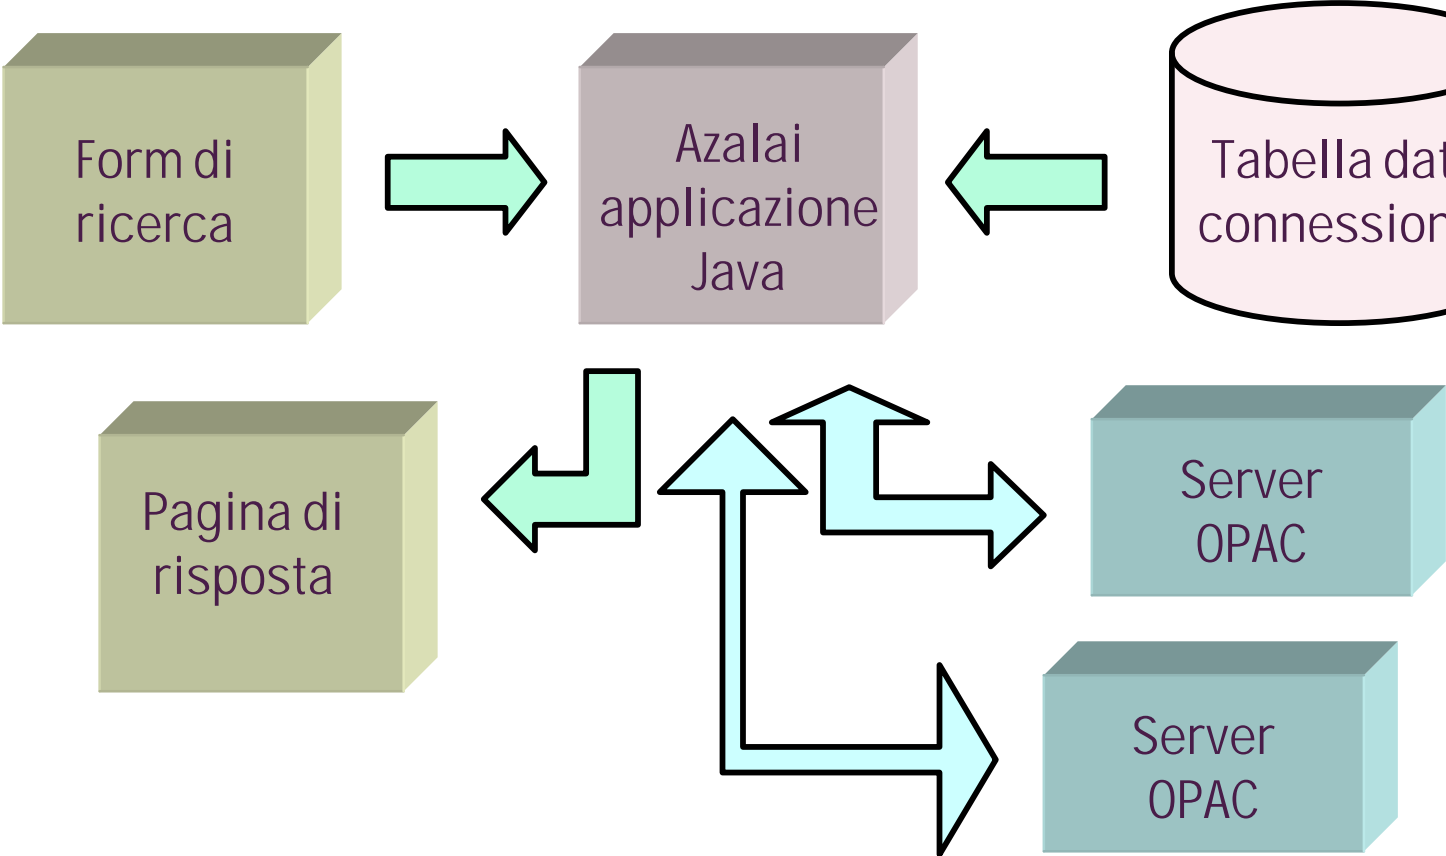 Form di
ricerca
Azalai
applicazione
Java
Tabella dat
connession
Pagina di
risposta
Server
OPAC
Server
OPAC